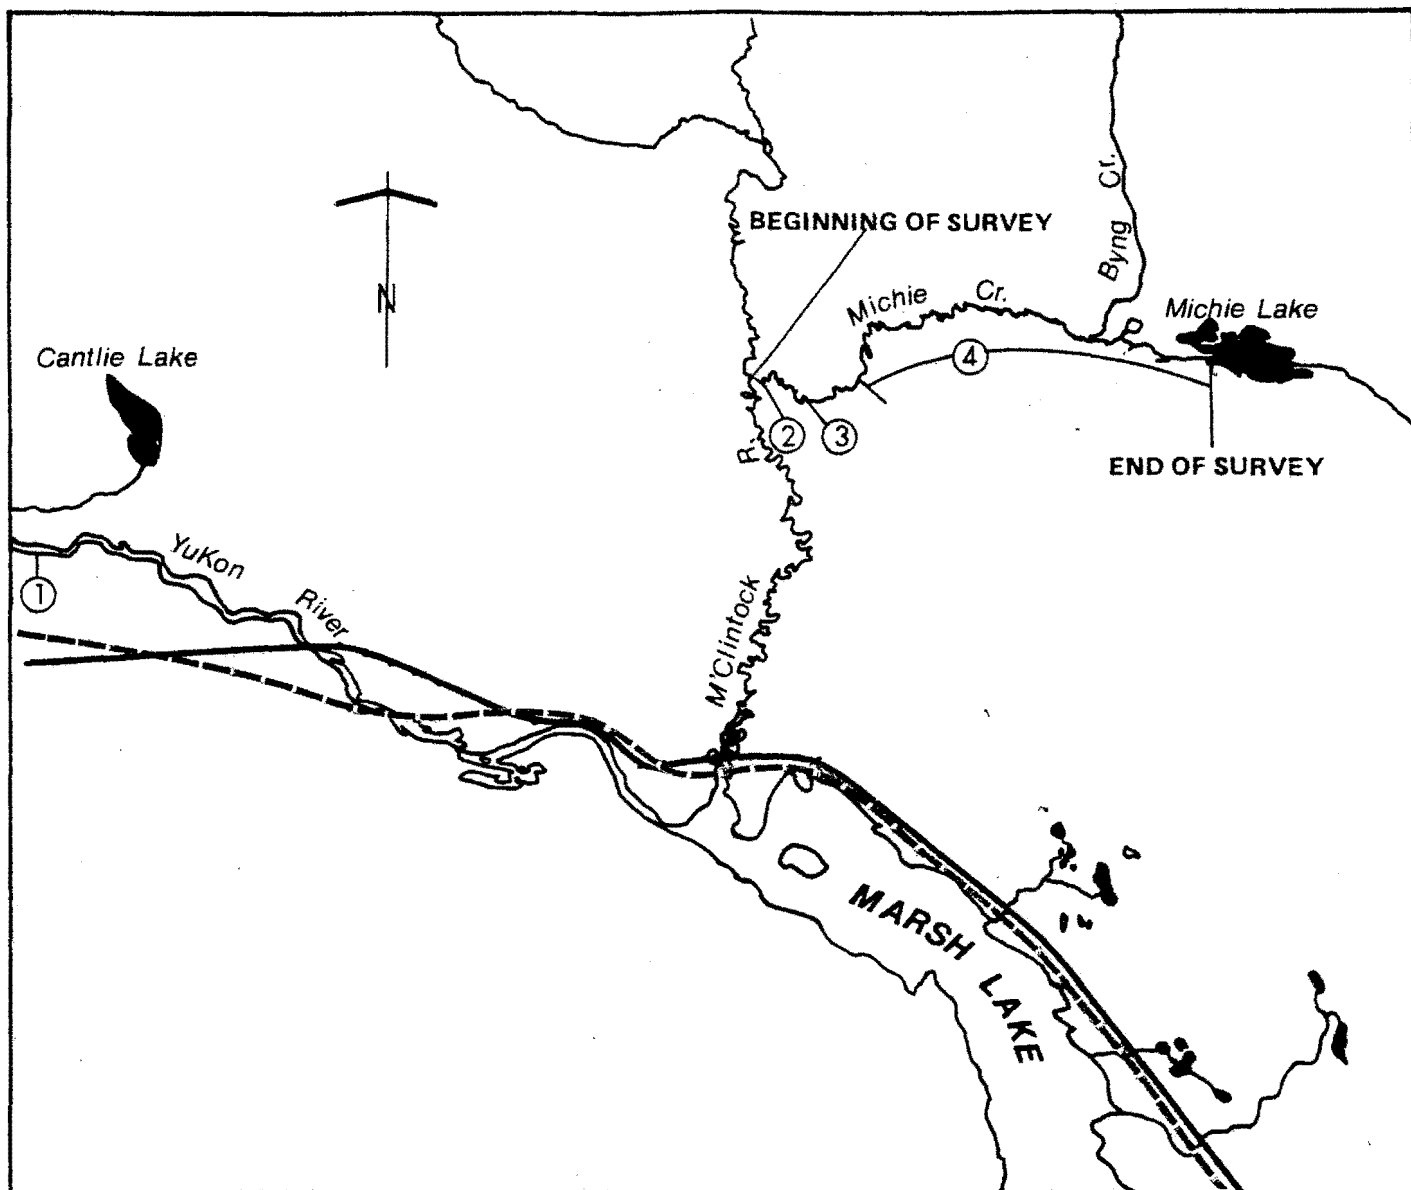 BEGINNING OF SURVEY
Byng Cr.
N
Michie Cr.
Michie Lake
Cantlie Lake
4
2
3
R.
END OF SURVEY
YuKon
River
1
M'Clintock
MARSH LAKE